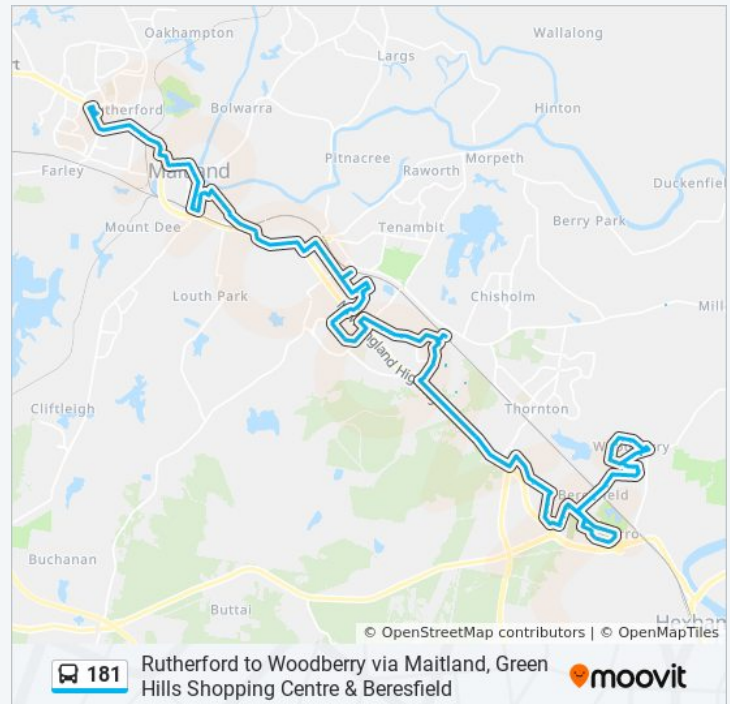 Oakhampton
Wallalong
Largs
rt
Rutherford
Bolwarra
Hinton
Pitnacree
Morpeth
Farley
Maitland
Raworth
Duckenfield
Mount Dee
Tenambit
Berry Park
Louth Park
Chisholm
Mill
Cliftleigh
Thornton
Beresfield
Buchanan
Buttai
Hexham
© OpenStreetMap contributors | © OpenMapTiles
181
Rutherford to Woodberry via Maitland, Green
Hills Shopping Centre & Beresfield
moovit